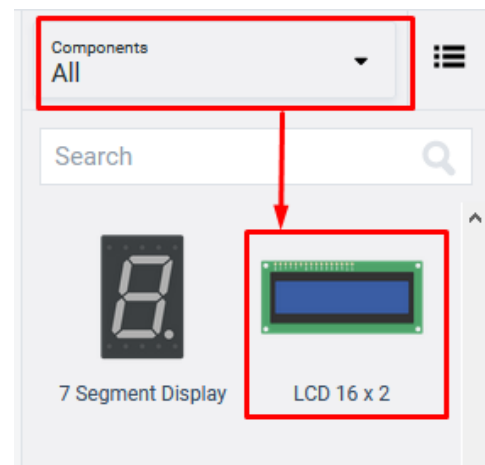 Components
All
Search
7 Segment Display
LCD 16 x 2